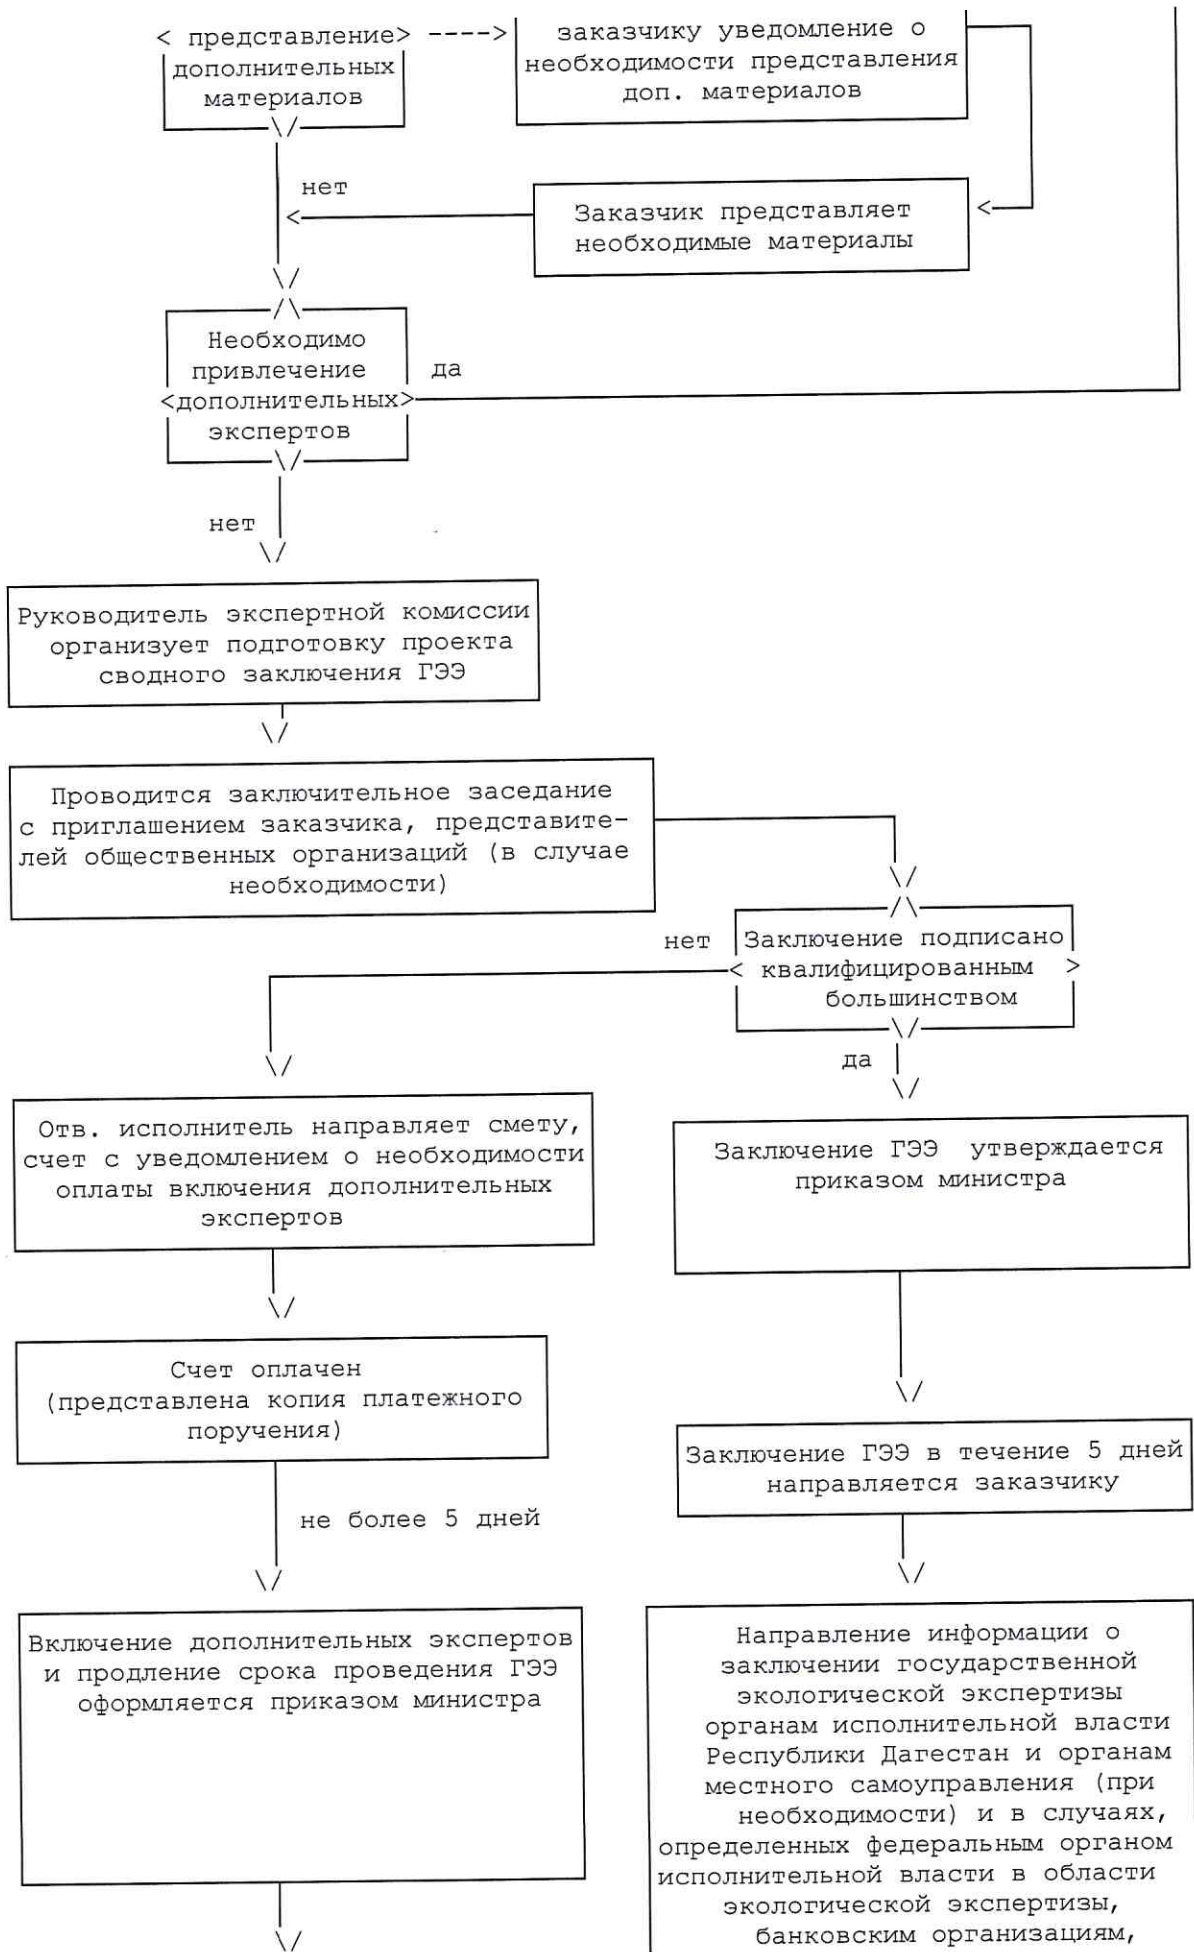 < представление> ---->
дополнительных
материалов
заказчику уведомление о
необходимости представления
доп. материалов
нет
Заказчик представляет
необходимые материалы
Необходимо
привлечение
<дополнительных>
экспертов
да
нет
Руководитель экспертной комиссии
организует подготовку проекта
сводного заключения ГЭЭ
Проводится заключительное заседание
с приглашением заказчика, представите-
лей общественных организаций (в случае
необходимости)
нет
Заключение подписано
< квалифицированным >
большинством
да
Отв. исполнитель направляет смету,
счет с уведомлением о необходимости
оплаты включения дополнительных
экспертов
Заключение ГЭЭ утверждается
приказом министра
Счет оплачен
(представлена копия платежного
поручения)
Заключение ГЭЭ в течение 5 дней
направляется заказчику
не более 5 дней
Включение дополнительных экспертов
и продление срока проведения ГЭЭ
оформляется приказом министра
Направление информации о
заключении государственной
экологической экспертизы
органам исполнительной власти
Республики Дагестан и органам
местного самоуправления (при
необходимости) и в случаях,
определенных федеральным органом
исполнительной власти в области
экологической экспертизы,
банковским организациям,